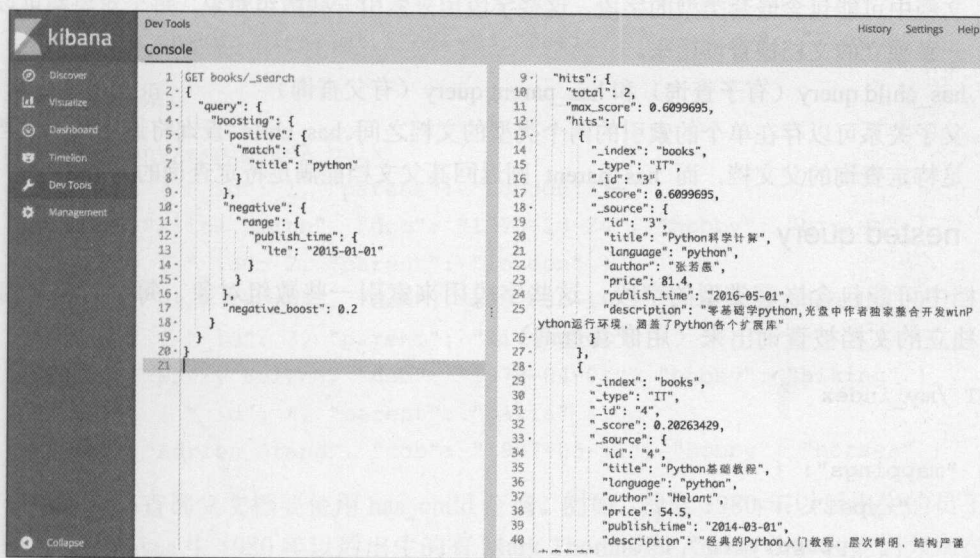 kibana
Discover
Visualize
Dashboard
Timelion
Dev Tools
Management
Collapse
Dev Tools
History Settings Help
Console
1 GET books/_search
2 {
3 "query": {
4 "boosting": {
5 "positive": {
6 "match": {
7 "title": "python"
8 }
9 },
10 "negative": {
11 "range": {
12 "publish_time": {
13 "lte": "2015-01-01"
14 }
15 }
16 },
17 "negative_boost": 0.2
18 }
19 }
20 }
21
9 "hits": {
10 "total": 2,
11 "max_score": 0.6099695,
12 "hits": [
13 {
14 "_index": "books",
15 "_type": "IT",
16 "_id": "3",
17 "_score": 0.6099695,
18 "_source": {
19 "id": "3",
20 "title": "Python科学计算",
21 "language": "python",
22 "author": "张若愚",
23 "price": 81.4,
24 "publish_time": "2016-05-01",
25 "description": "零基础学python,光盘中作者独家整合开发winP
ython运行环境，涵盖了Python各个扩展库"
26 }
27 },
28 {
29 "_index": "books",
30 "_type": "IT",
31 "_id": "4",
32 "_score": 0.20263429,
33 "_source": {
34 "id": "4",
35 "title": "Python基础教程",
36 "language": "python",
37 "author": "Helant",
38 "price": 54.5,
39 "publish_time": "2014-03-01",
40 "description": "经典的Python入门教程，层次鲜明，结构严谨